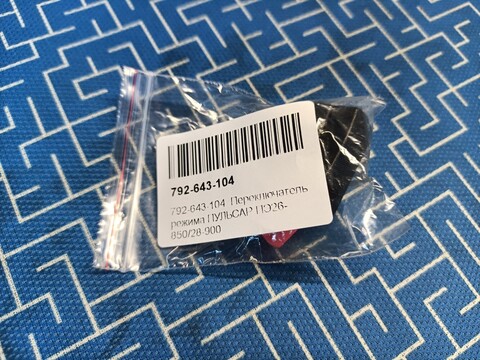 792-643-104
792-643-104 Переключатель
режима ПУЛЬСАР ПЭ26-
850/28-900